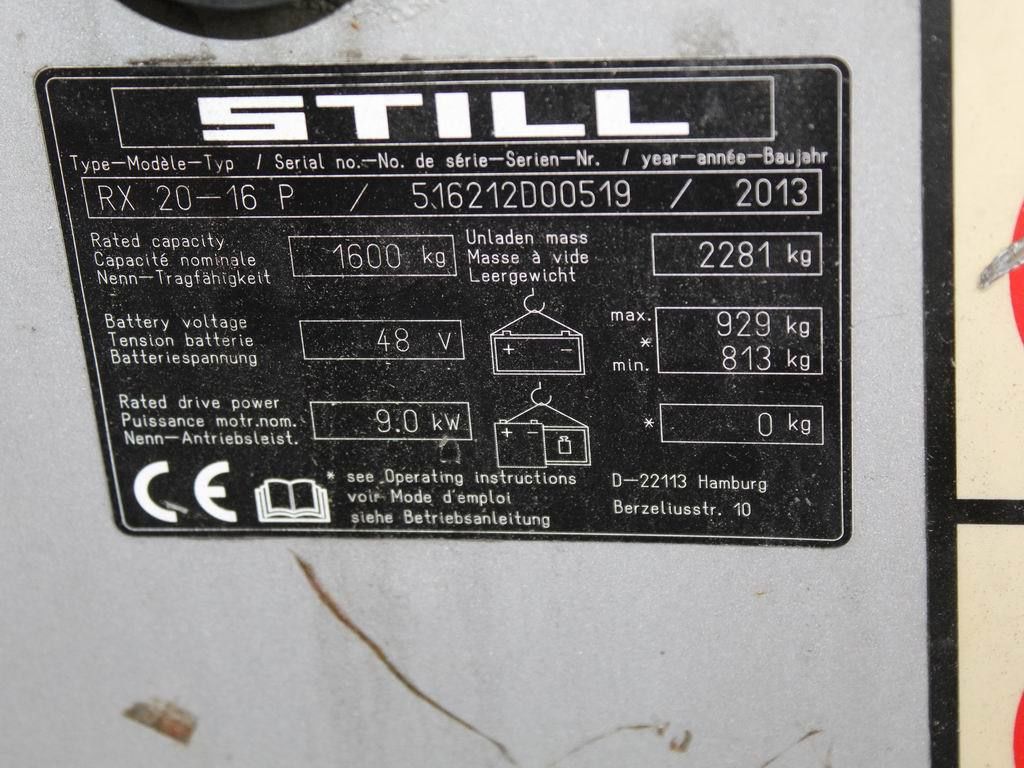 STILL
Type-Modèle-Typ / Serial no.-No. de série-Serien-Nr. / year-année-Baujahr
RX 20-16 P / 516212D00519 / 2013
Rated capacity
Capacité nominale
Nenn-Tragfähigkeit
1600 kg
Unladen mass
Masse à vide
Leergewicht
2281 kg
Battery voltage
Tension batterie
Batteriespannung
48 V
+ -
max. 929 kg
*
min. 813 kg
Rated drive power
Puissance motr.nom.
Nenn-Antriebsleist.
9.0 kW
+ -
* 0 kg
CE
* see Operating instructions
voir Mode d'emploi
siehe Betriebsanleitung
D-22113 Hamburg
Berzeliusstr. 10